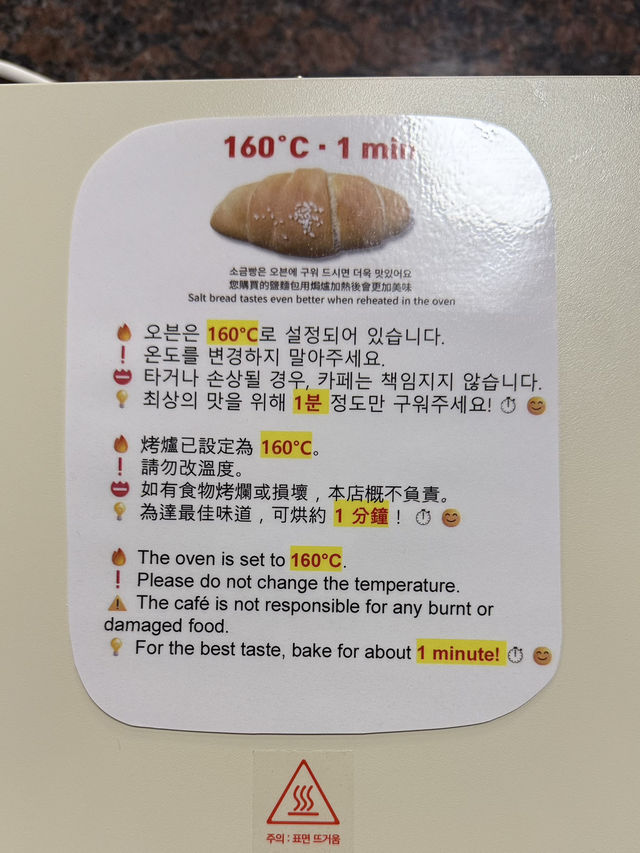 160°C · 1 min
소금빵은 오븐에 구워 드시면 더욱 맛있어요
您購買的鹽麵包用焗爐加熱後會更加美味
Salt bread tastes even better when reheated in the oven
🔥 오븐은 160°C로 설정되어 있습니다.
❗ 온도를 변경하지 말아주세요.
📛 타거나 손상될 경우, 카페는 책임지지 않습니다.
💡 최상의 맛을 위해 1분 정도만 구워주세요! ⏱ 😊
🔥 烤爐已設定為 160°C。
❗ 請勿改溫度。
📛 如有食物烤爛或損壞，本店概不負責。
💡 為達最佳味道，可烘約 1 分鐘！ ⏱ 😊
🔥 The oven is set to 160°C.
❗ Please do not change the temperature.
⚠️ The café is not responsible for any burnt or
damaged food.
💡 For the best taste, bake for about 1 minute! ⏱ 😊
주의 : 표면 뜨거움